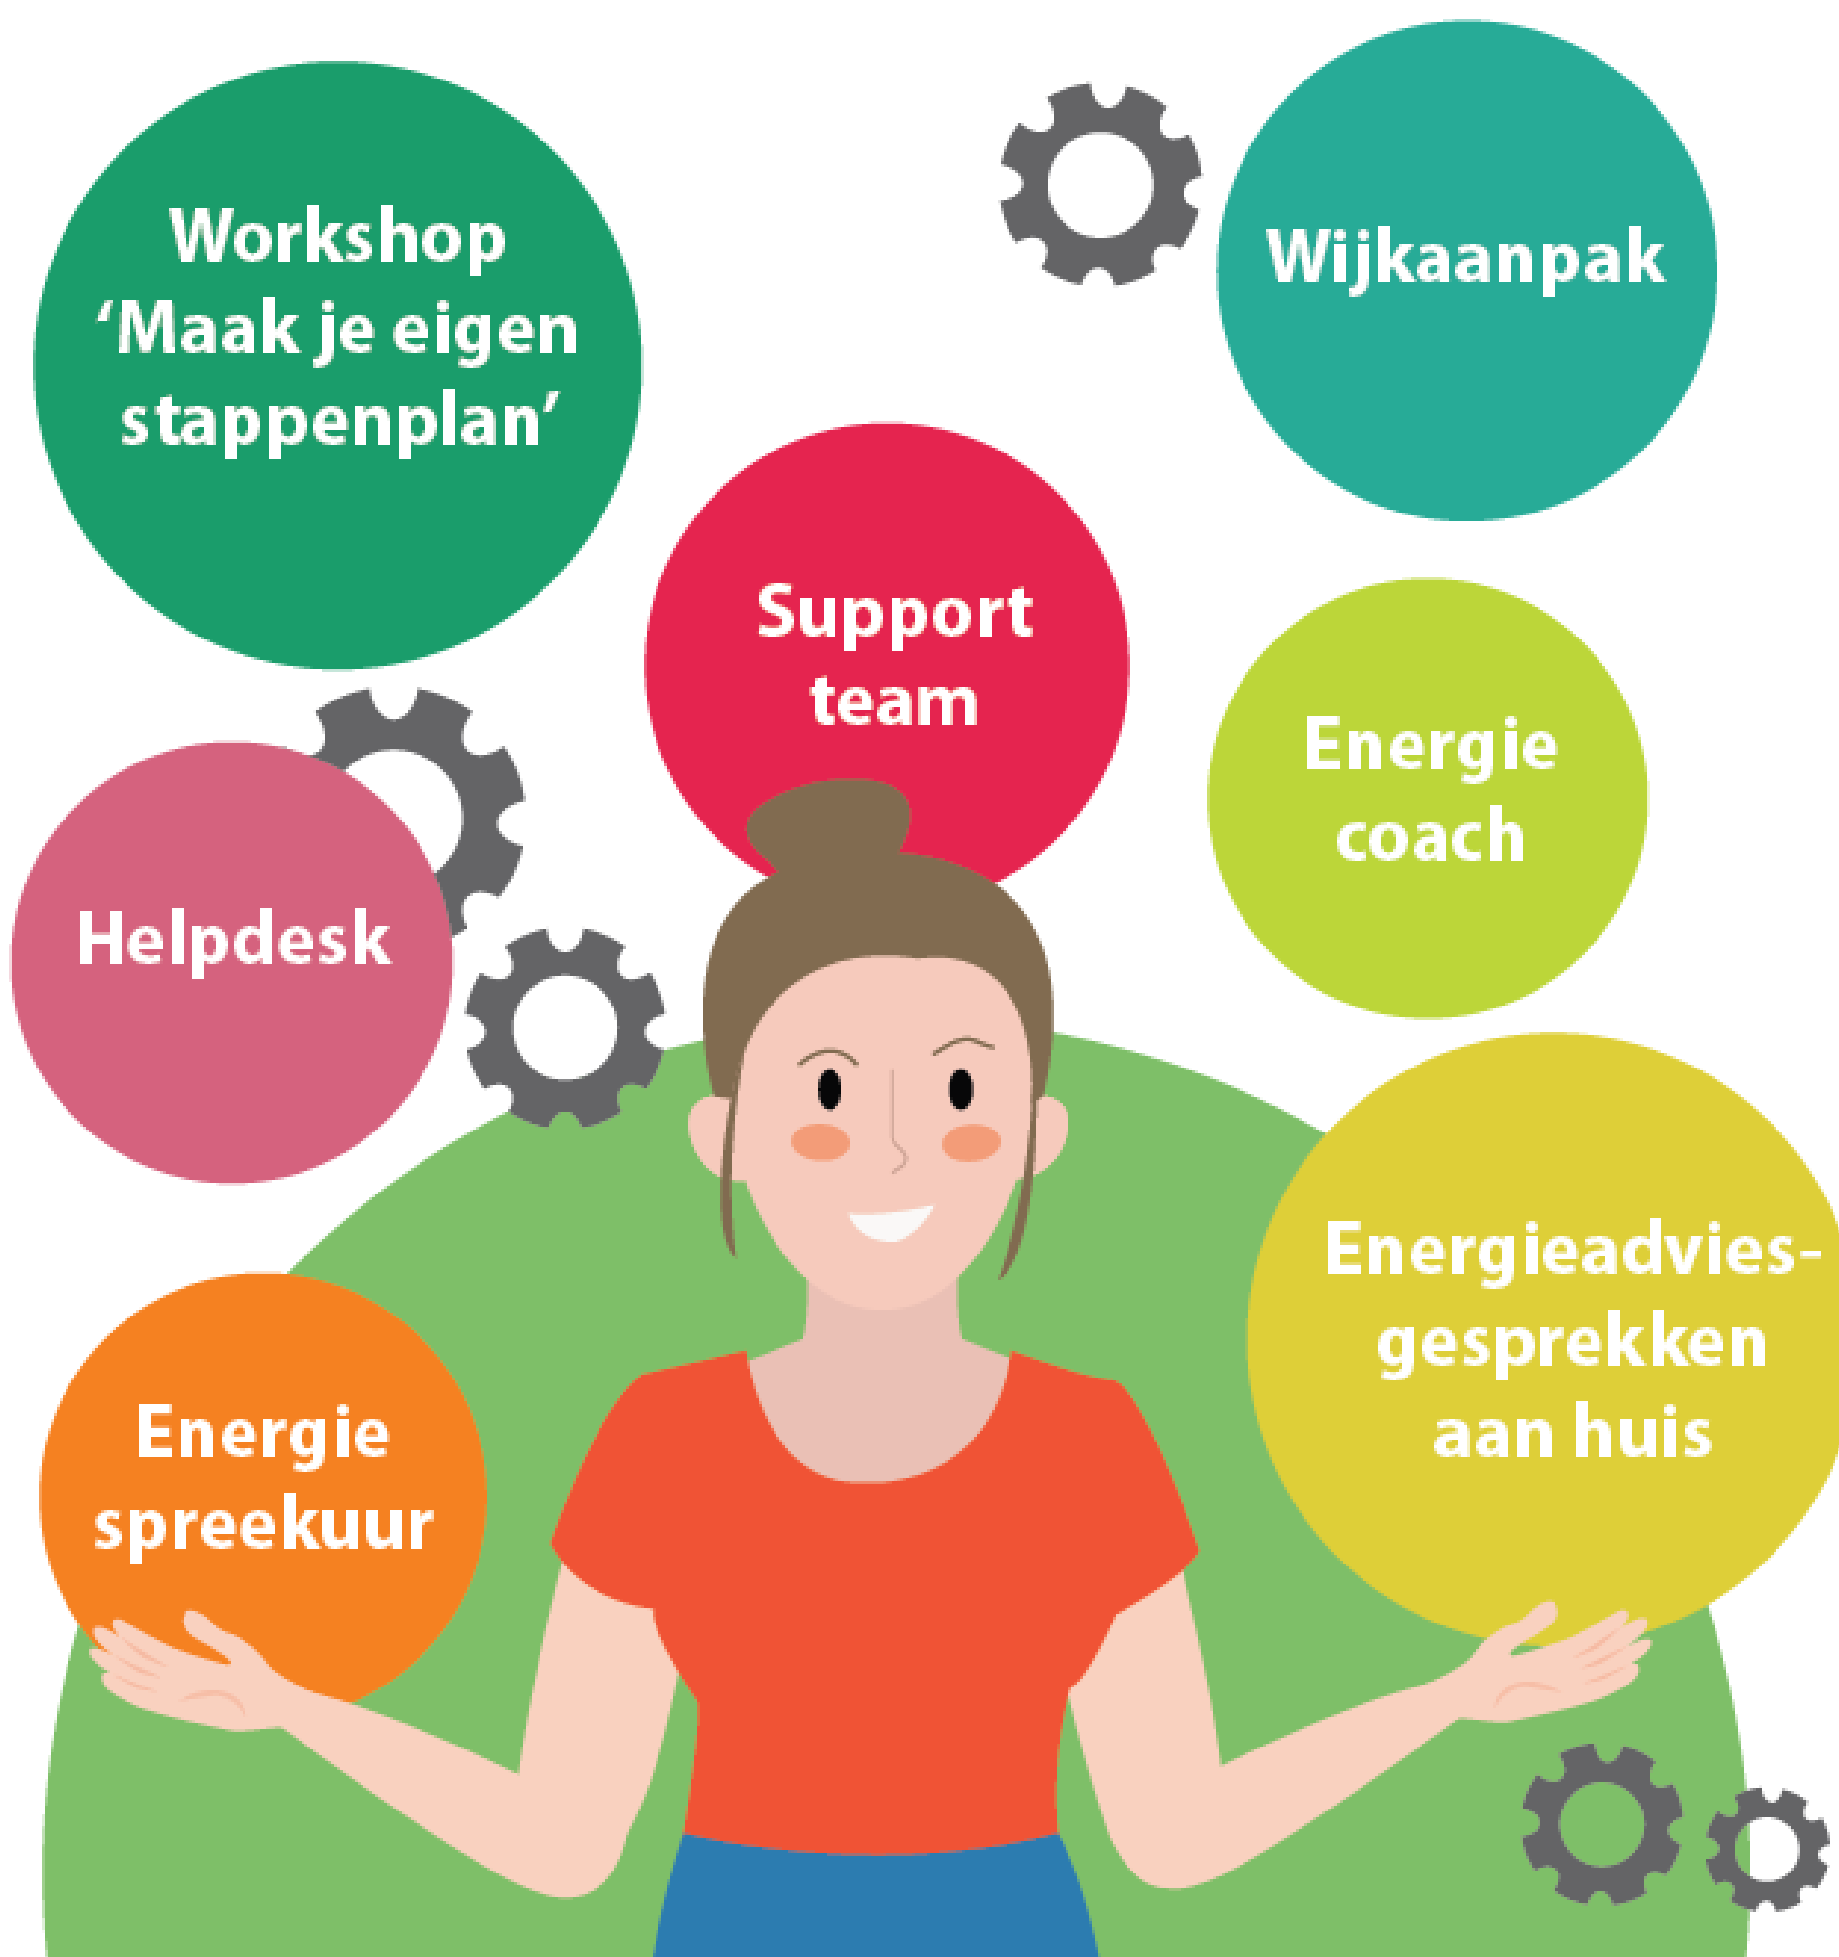 Workshop
‘Maak je eigen
stappenplan’
Wijkaanpak
Support
team
Energie
coach
Helpdesk
Energieadvies-
gesprekken
aan huis
Energie
spreekuur